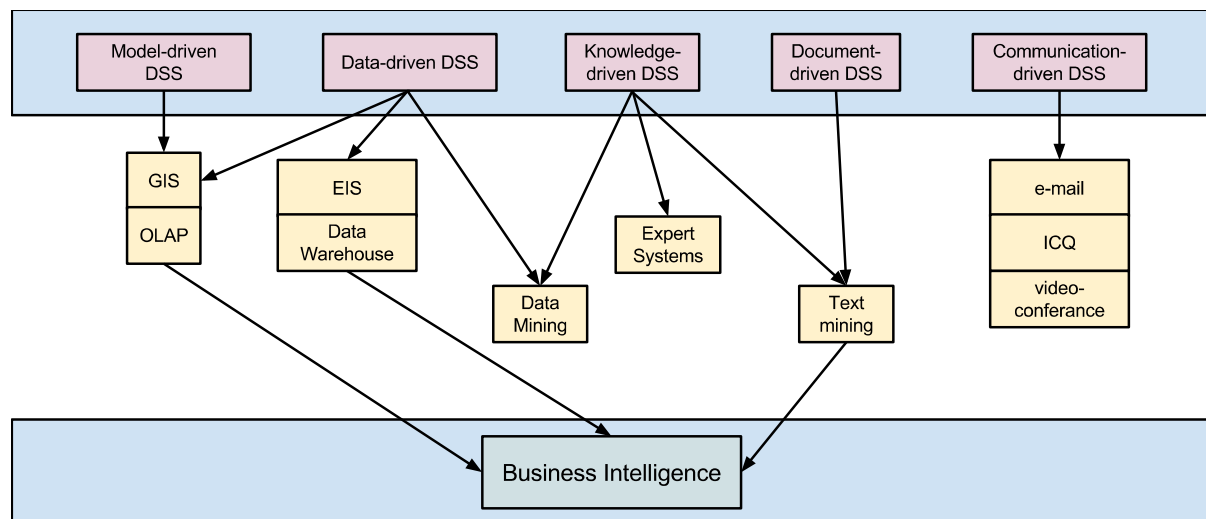 Model-driven
DSS
Data-driven DSS
Knowledge-
driven DSS
Document-
driven DSS
Communication-
driven DSS
GIS
OLAP
EIS
Data
Warehouse
Data
Mining
Expert
Systems
Text
mining
e-mail
ICQ
video-
conferance
Business Intelligence